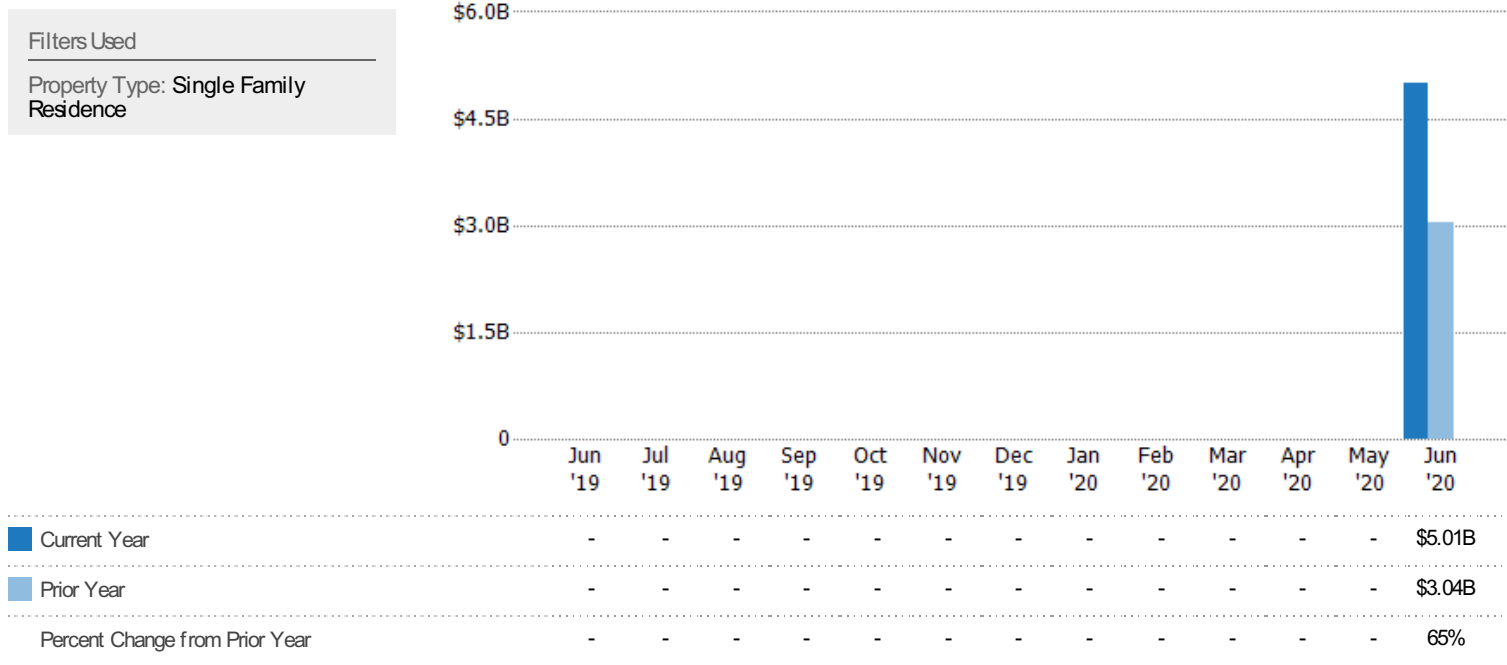 Filters Used
Property Type: Single Family
Residence
$6.0B
$4.5B
$3.0B
$1.5B
0
Jun Jul Aug Sep Oct Nov Dec Jan Feb Mar Apr May Jun
'19 '19 '19 '19 '19 '19 '19 '20 '20 '20 '20 '20 '20
Current Year - - - - - - - - - - - - $5.01B
Prior Year - - - - - - - - - - - - $3.04B
Percent Change from Prior Year - - - - - - - - - - - - 65%